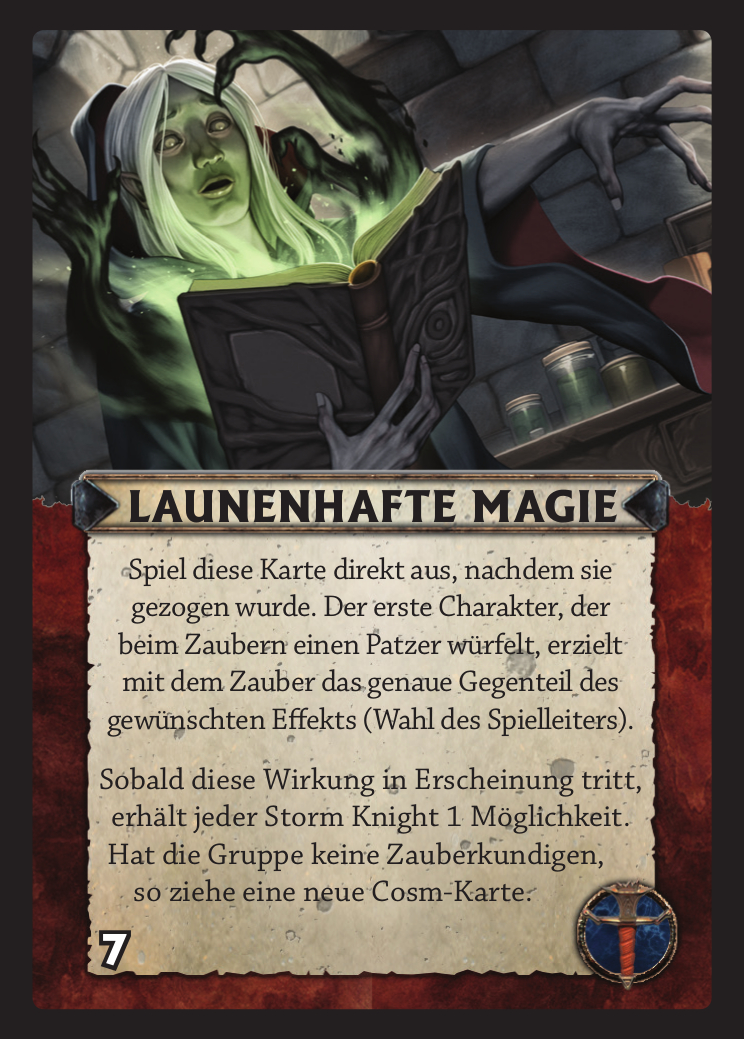 LAUNENHAFTE MAGIE
Spiel diese Karte direkt aus, nachdem sie
gezogen wurde. Der erste Charakter, der
beim Zaubern einen Patzer würfelt, erzielt
mit dem Zauber das genaue Gegenteil des
gewünschten Effekts (Wahl des Spielleiters).
Sobald diese Wirkung in Erscheinung tritt,
erhält jeder Storm Knight 1 Möglichkeit.
Hat die Gruppe keine Zauberkundigen,
so ziehe eine neue Cosm-Karte.
7